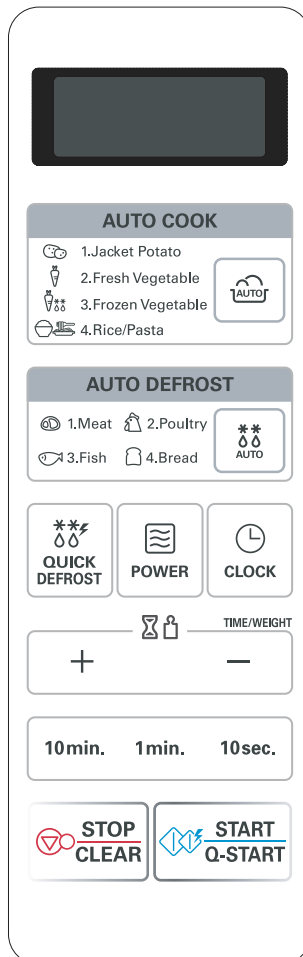 AUTO COOK
1.Jacket Potato
2.Fresh Vegetable
AUTO
3.Frozen Vegetable
4.Rice/Pasta
AUTO DEFROST
1.Meat 2.Poultry
3.Fish 4.Bread
AUTO
QUICK
DEFROST
POWER
CLOCK
TIME/WEIGHT
+ −
10min. 1min. 10sec.
STOP
CLEAR
START
Q-START